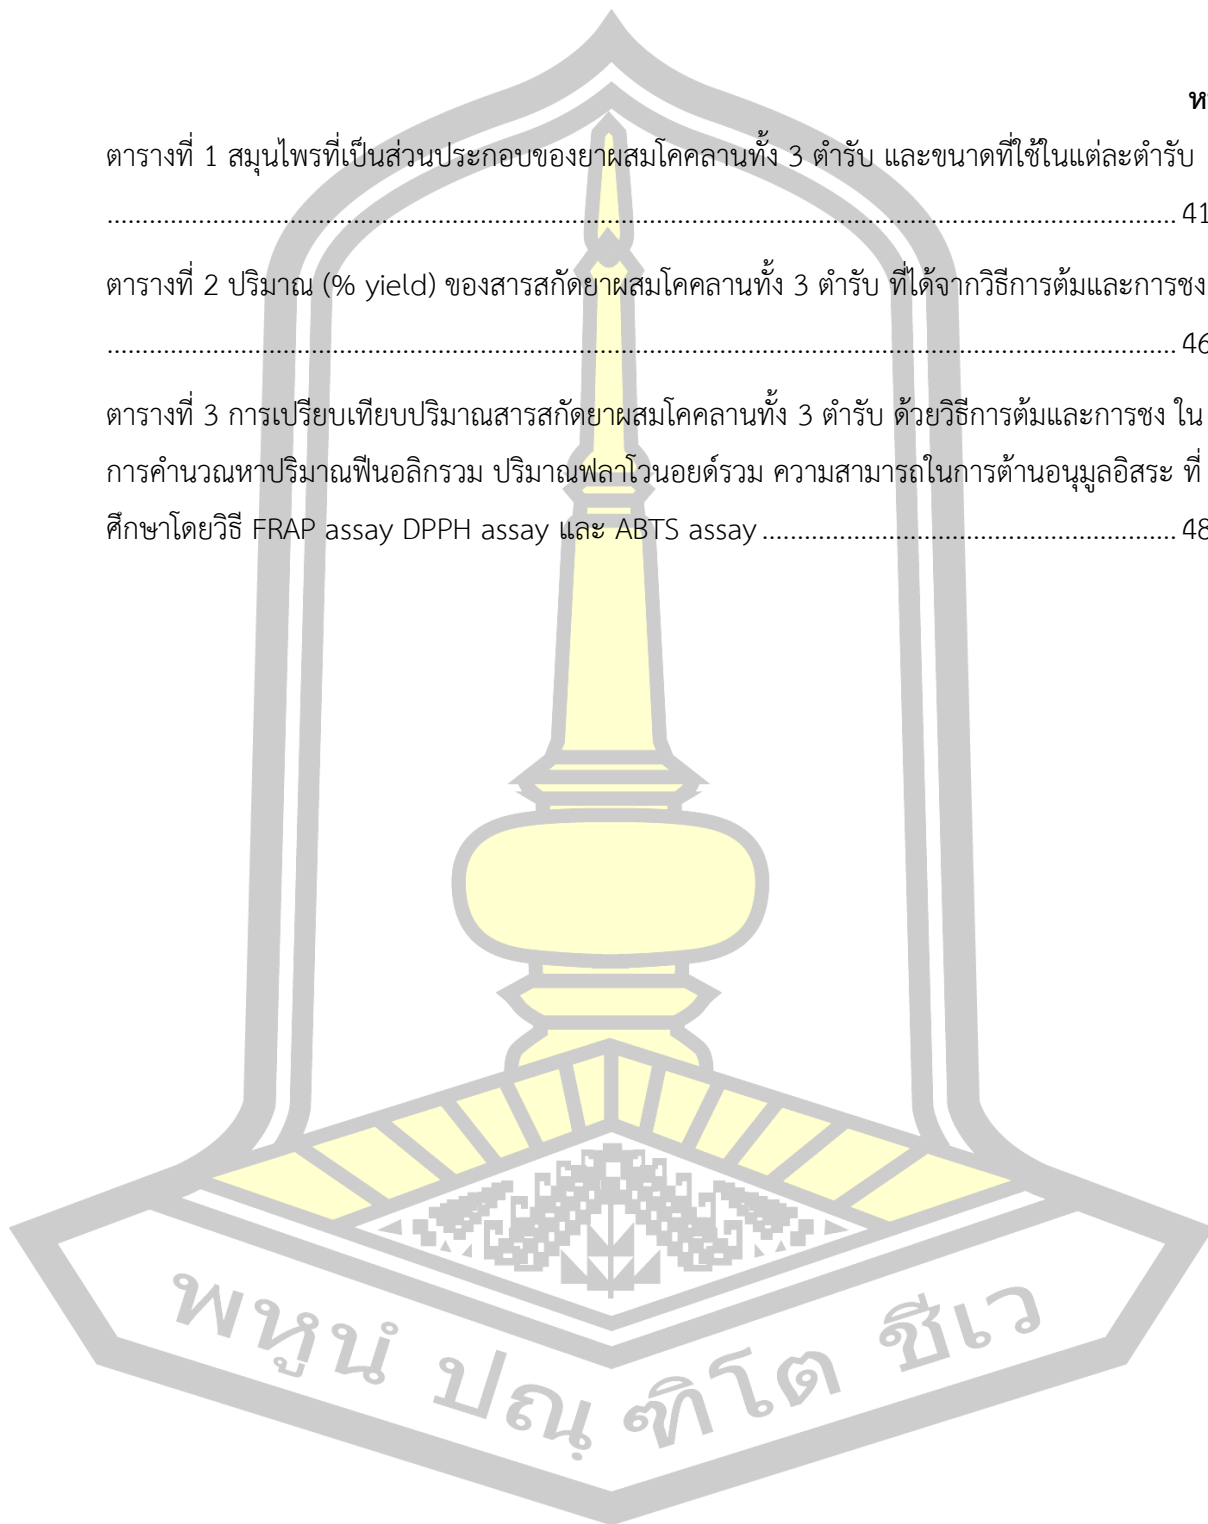 ตารางที่ 1 สมุนไพรที่เป็นส่วนประกอบของยาผสมโคคลานทั้ง 3 ตำรับ และขนาดที่ใช้ในแต่ละตำรับ
........................................................................................................................................................ 41
ตารางที่ 2 ปริมาณ (% yield) ของสารสกัดยาผสมโคคลานทั้ง 3 ตำรับ ที่ได้จากวิธีการต้มและการชง
........................................................................................................................................................ 46
ตารางที่ 3 การเปรียบเทียบปริมาณสารสกัดยาผสมโคคลานทั้ง 3 ตำรับ ด้วยวิธีการต้มและการชง ใน
การคำนวณหาปริมาณฟีนอลิกรวม ปริมาณฟลาโวนอยด์รวม ความสามารถในการต้านอนุมูลอิสระ ที่
ศึกษาโดยวิธี FRAP assay DPPH assay และ ABTS assay ........................................................... 48
พหูนํ ปณฺฑิโต ชีเว